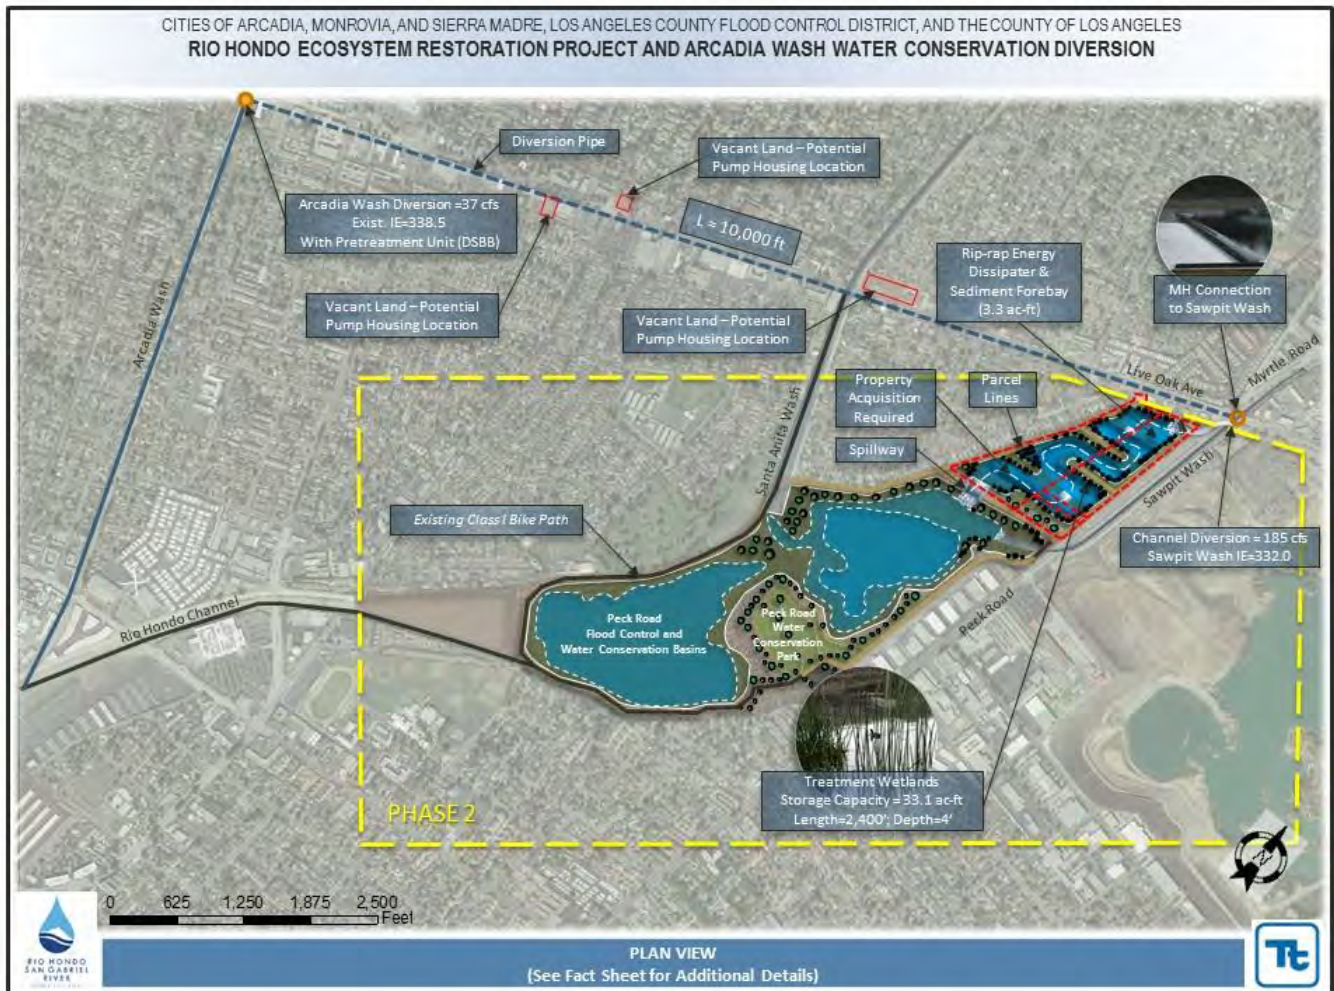 CITIES OF ARCADIA, MONROVIA, AND SIERRA MADRE, LOS ANGELES COUNTY FLOOD CONTROL DISTRICT, AND THE COUNTY OF LOS ANGELES
RIO HONDO ECOSYSTEM RESTORATION PROJECT AND ARCADIA WASH WATER CONSERVATION DIVERSION
Diversion Pipe
Vacant Land – Potential
Pump Housing Location
Arcadia Wash Diversion =37 cfs
Exist. IE=338.5
With Pretreatment Unit (DSBB)
L = 10,000 ft
Rip-rap Energy
Dissipater &
Sediment Forebay
(3.3 ac-ft)
MH Connection
to Sawpit Wash
Vacant Land – Potential
Pump Housing Location
Vacant Land – Potential
Pump Housing Location
Arcadia Wash
Myrtle Road
Live Oak Ave
Property
Acquisition
Required
Parcel
Lines
Santa Anita Wash
Spillway
Sawpit Wash
Existing Class I Bike Path
Channel Diversion = 185 cfs
Sawpit Wash IE=332.0
Rio Hondo Channel
Peck Road
Flood Control and
Water Conservation Basins
Peck Road
Water
Conservation
Park
Peck Road
Treatment Wetlands
Storage Capacity = 33.1 ac-ft
Length=2,400'; Depth=4'
PHASE 2
Z
0 625 1,250 1,875 2,500
Feet
RIO HONDO
SAN GABRIEL
RIVER
PLAN VIEW
(See Fact Sheet for Additional Details)
Tt